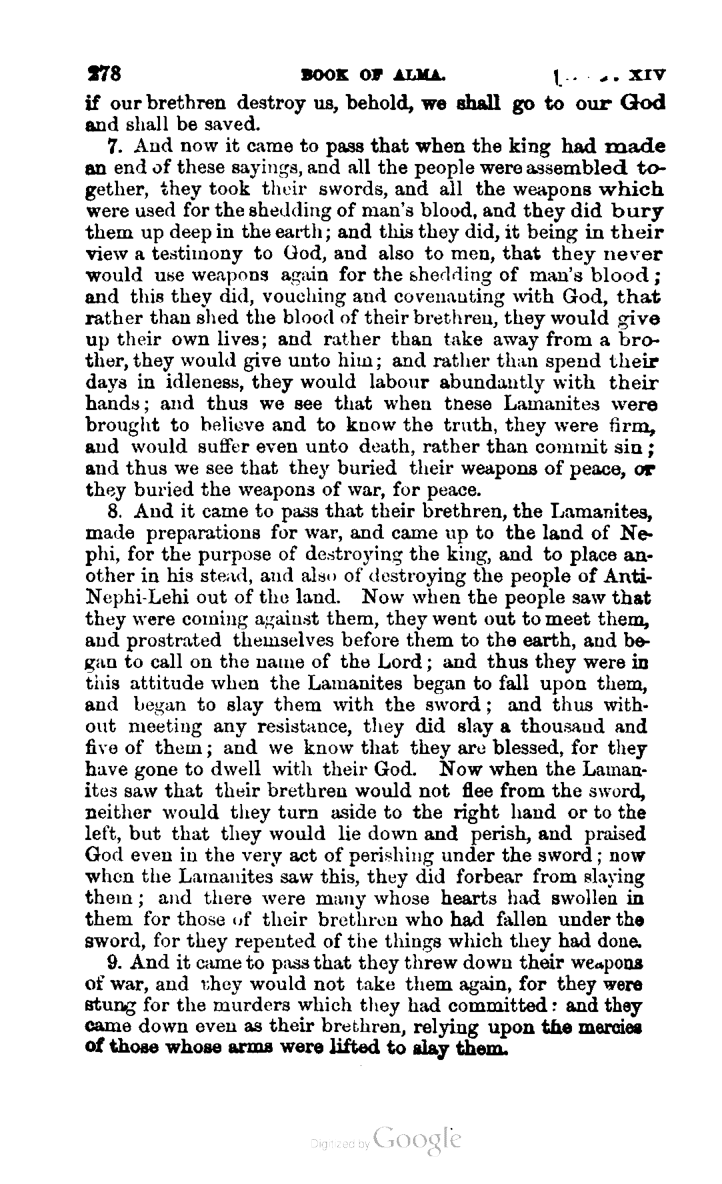 278 BOOK OF ALMA. XIV
if our brethren destroy us, behold, we shall go to our God
and shall be saved.
7. And now it came to pass that when the king had made
an end of these sayings, and all the people were assembled to-
gether, they took their swords, and all the weapons which
were used for the shedding of man's blood, and they did bury
them up deep in the earth; and this they did, it being in their
view a testimony to God, and also to men, that they never
would use weapons again for the shedding of man's blood;
and this they did, vouching and covenanting with God, that
rather than shed the blood of their brethren, they would give
up their own lives; and rather than take away from a bro-
ther, they would give unto him; and rather than spend their
days in idleness, they would labour abundantly with their
hands; and thus we see that when these Lamanites were
brought to believe and to know the truth, they were firm,
and would suffer even unto death, rather than commit sin;
and thus we see that they buried their weapons of peace, or
they buried the weapons of war, for peace.
8. And it came to pass that their brethren, the Lamanites,
made preparations for war, and came up to the land of Ne-
phi, for the purpose of destroying the king, and to place an-
other in his stead, and also of destroying the people of Anti-
Nephi-Lehi out of the land. Now when the people saw that
they were coming against them, they went out to meet them,
and prostrated themselves before them to the earth, and be-
gan to call on the name of the Lord; and thus they were in
this attitude when the Lamanites began to fall upon them,
and began to slay them with the sword; and thus with-
out meeting any resistance, they did slay a thousand and
five of them; and we know that they are blessed, for they
have gone to dwell with their God. Now when the Laman-
ites saw that their brethren would not flee from the sword,
neither would they turn aside to the right hand or to the
left, but that they would lie down and perish, and praised
God even in the very act of perishing under the sword; now
when the Lamanites saw this, they did forbear from slaying
them; and there were many whose hearts had swollen in
them for those of their brethren who had fallen under the
sword, for they repented of the things which they had done.
9. And it came to pass that they threw down their weapons
of war, and they would not take them again, for they were
stung for the murders which they had committed: and they
came down even as their brethren, relying upon the mercies
of those whose arms were lifted to slay them.
Digitized by Google